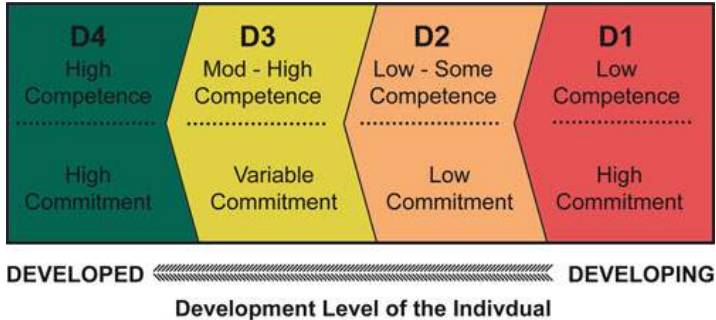 D4
High
Competence
High
Commitment
D3
Mod - High
Competence
Variable
Commitment
D2
Low - Some
Competence
Low
Commitment
D1
Low
Competence
High
Commitment
DEVELOPED
DEVELOPING
Development Level of the Indivdual